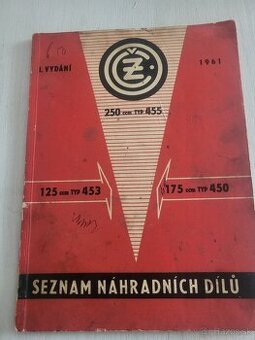 I. VYDÁNÍ
1961
ČZ
250 ccm TYP 455
125 ccm TYP 453
175 ccm TYP 450
SEZNAM NÁHRADNÍCH DÍLŮ